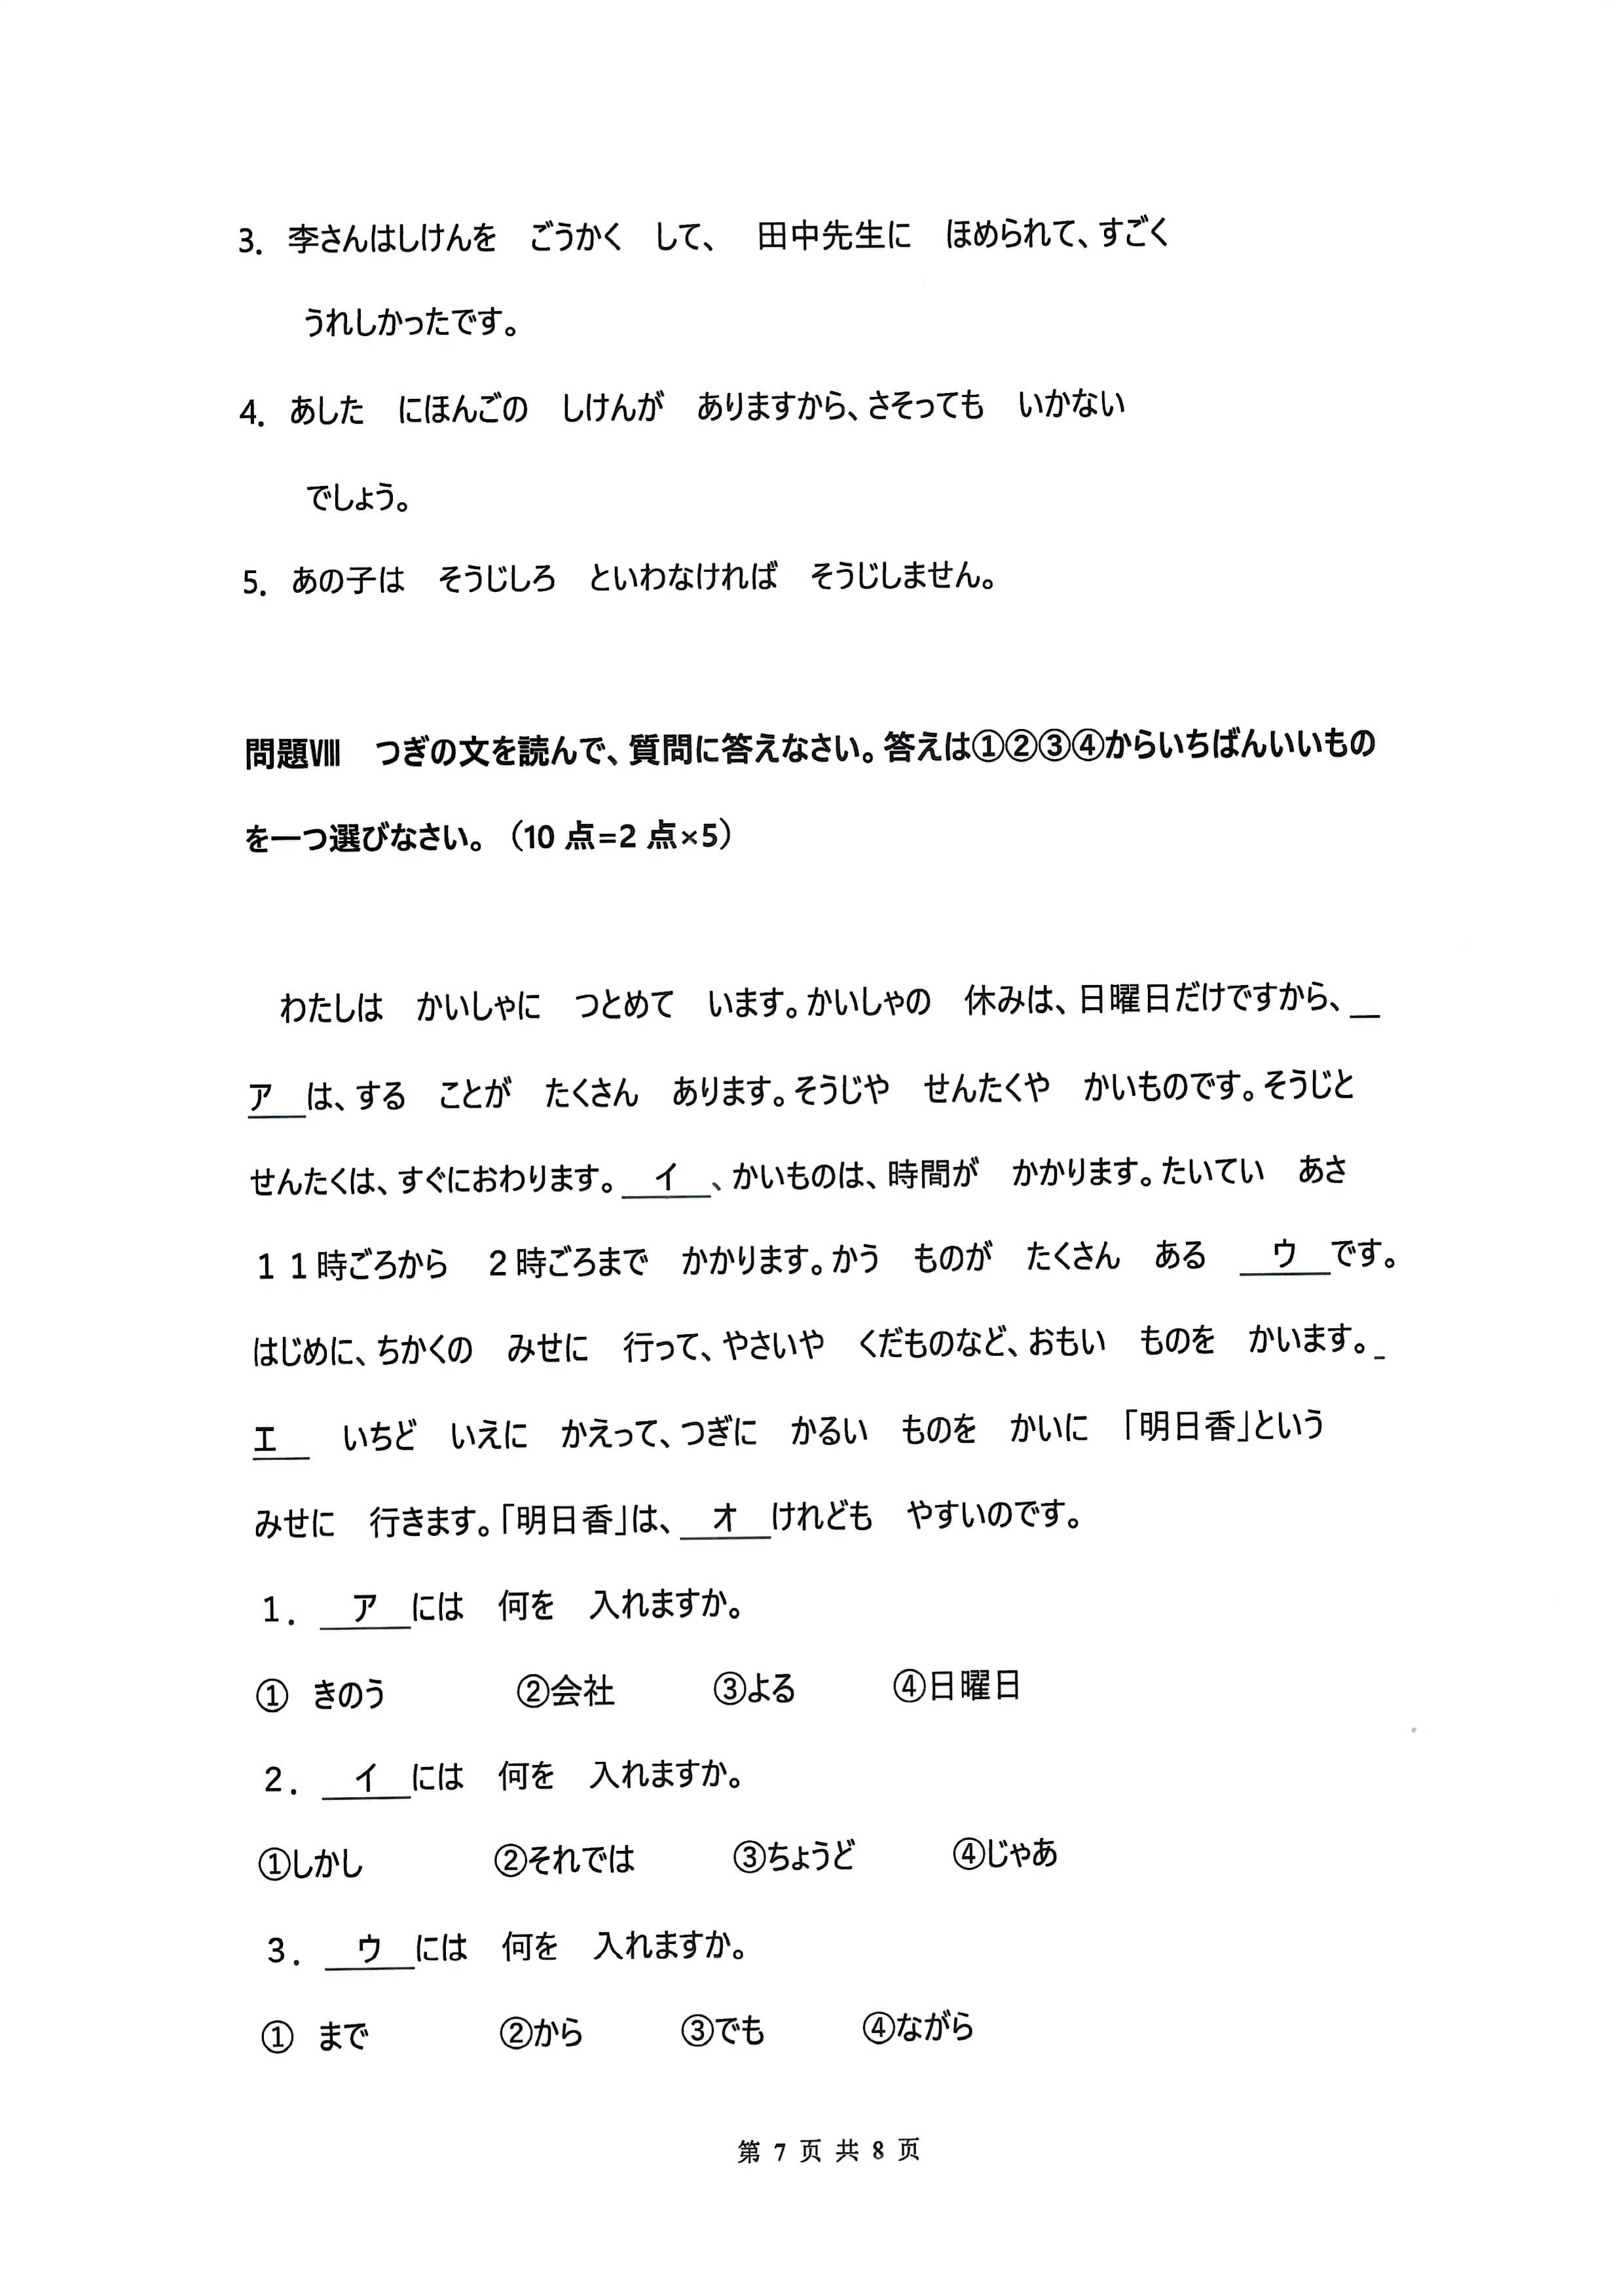 3. 李さんはしけんを　ごうかく　して、　田中先生に　ほめられて、すごく
うれしかったです。
4. あした　にほんごの　しけんが　ありますから、さそっても　いかない
でしょう。
5. あの子は　そうじしろ　といわなければ　そうじしません。
問題Ⅷ　つぎの文を読んで、質問に答えなさい。答えは①②③④からいちばんいいもの
を一つ選びなさい。（10 点=2 点×5）
わたしは　かいしゃに　つとめて　います。かいしゃの　休みは、日曜日だけですから、__
ア　は、する　ことが　たくさん　あります。そうじや　せんたくや　かいものです。そうじと
せんたくは、すぐにおわります。　イ　、かいものは、時間が　かかります。たいてい　あさ
１１時ごろから　２時ごろまで　かかります。かう　ものが　たくさん　ある　　ウ　です。
はじめに、ちかくの　みせに　行って、やさいや　くだものなど、おもい　ものを　かいます。_
エ　　いちど　いえに　かえって、つぎに　かるい　ものを　かいに　「明日香」という
みせに　行きます。「明日香」は、　オ　けれども　やすいのです。
１．　ア　には　何を　入れますか。
①　きのう　　　　②会社　　　③よる　　　④日曜日
２．　イ　には　何を　入れますか。
①しかし　　　　②それでは　　　③ちょうど　　　④じゃあ
３．　ウ　には　何を　入れますか。
①　まで　　　　②から　　　③でも　　　④ながら
第 7 页 共 8 页